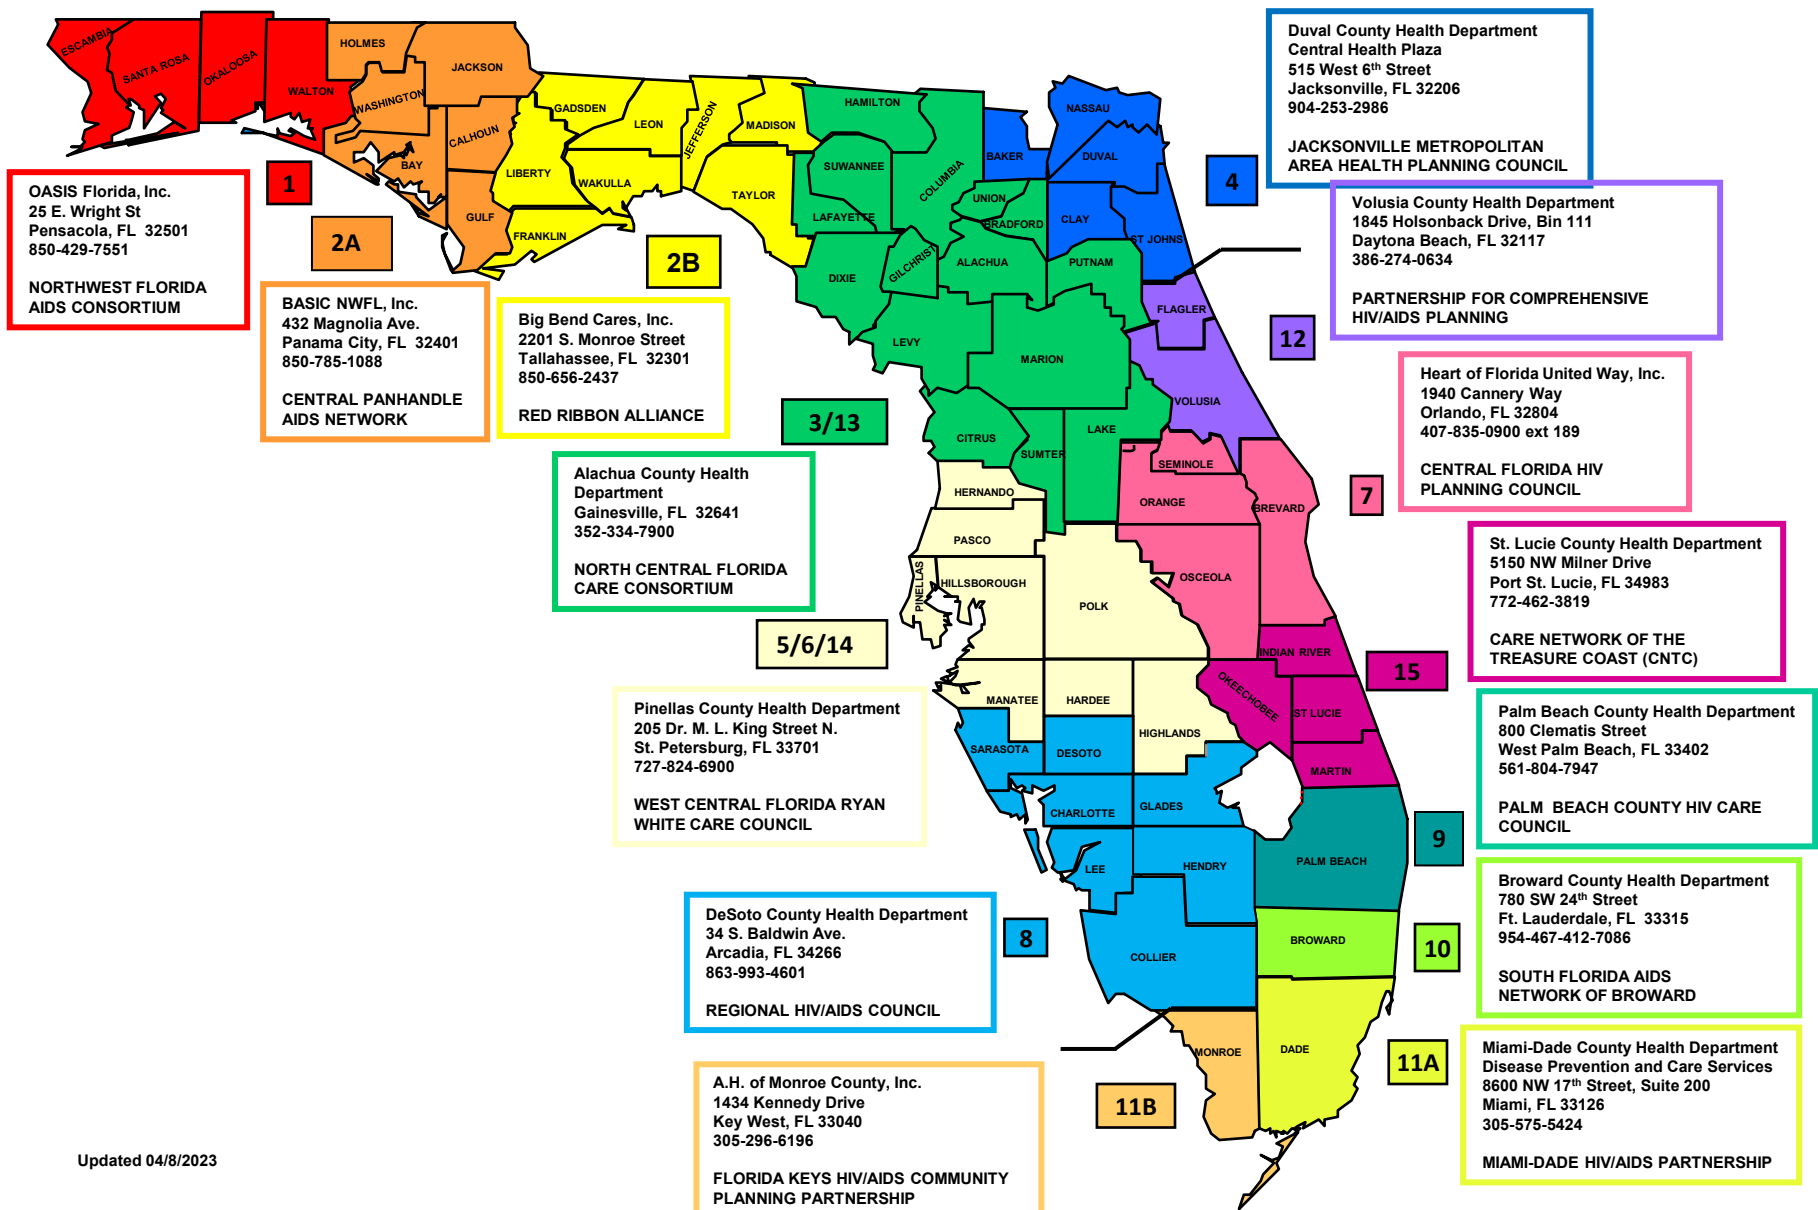 ESCAMBIA
SANTA ROSA
OKALOOSA
WALTON
HOLMES
WASHINGTON
JACKSON
CALHOUN
BAY
GULF
GADSDEN
LIBERTY
FRANKLIN
LEON
WAKULLA
JEFFERSON
MADISON
TAYLOR
HAMILTON
SUWANNEE
LAFAYETTE
COLUMBIA
DIXIE
GILCHRIST
UNION
BRADFORD
ALACHUA
PUTNAM
LEVY
MARION
CITRUS
SUMTER
LAKE
BAKER
NASSAU
DUVAL
CLAY
ST JOHNS
FLAGLER
VOLUSIA
SEMINOLE
ORANGE
BREVARD
OSCEOLA
HERNANDO
PASCO
PINELLAS
HILLSBOROUGH
POLK
MANATEE
HARDEE
HIGHLANDS
INDIAN RIVER
OKEECHOBEE
ST LUCIE
MARTIN
SARASOTA
DESOTO
CHARLOTTE
GLADES
LEE
HENDRY
COLLIER
PALM BEACH
BROWARD
DADE
MONROE
1
OASIS Florida, Inc.
25 E. Wright St
Pensacola, FL 32501
850-429-7551
NORTHWEST FLORIDA
AIDS CONSORTIUM
2A
BASIC NWFL, Inc.
432 Magnolia Ave.
Panama City, FL 32401
850-785-1088
CENTRAL PANHANDLE
AIDS NETWORK
2B
Big Bend Cares, Inc.
2201 S. Monroe Street
Tallahassee, FL 32301
850-656-2437
RED RIBBON ALLIANCE
3/13
Alachua County Health
Department
Gainesville, FL 32641
352-334-7900
NORTH CENTRAL FLORIDA
CARE CONSORTIUM
4
Duval County Health Department
Central Health Plaza
515 West 6th Street
Jacksonville, FL 32206
904-253-2986
JACKSONVILLE METROPOLITAN
AREA HEALTH PLANNING COUNCIL
12
Volusia County Health Department
1845 Holsonback Drive, Bin 111
Daytona Beach, FL 32117
386-274-0634
PARTNERSHIP FOR COMPREHENSIVE
HIV/AIDS PLANNING
7
Heart of Florida United Way, Inc.
1940 Cannery Way
Orlando, FL 32804
407-835-0900 ext 189
CENTRAL FLORIDA HIV
PLANNING COUNCIL
5/6/14
Pinellas County Health Department
205 Dr. M. L. King Street N.
St. Petersburg, FL 33701
727-824-6900
WEST CENTRAL FLORIDA RYAN
WHITE CARE COUNCIL
15
St. Lucie County Health Department
5150 NW Milner Drive
Port St. Lucie, FL 34983
772-462-3819
CARE NETWORK OF THE
TREASURE COAST (CNTC)
9
Palm Beach County Health Department
800 Clematis Street
West Palm Beach, FL 33402
561-804-7947
PALM BEACH COUNTY HIV CARE
COUNCIL
8
DeSoto County Health Department
34 S. Baldwin Ave.
Arcadia, FL 34266
863-993-4601
REGIONAL HIV/AIDS COUNCIL
10
Broward County Health Department
780 SW 24th Street
Ft. Lauderdale, FL 33315
954-467-412-7086
SOUTH FLORIDA AIDS
NETWORK OF BROWARD
11B
A.H. of Monroe County, Inc.
1434 Kennedy Drive
Key West, FL 33040
305-296-6196
FLORIDA KEYS HIV/AIDS COMMUNITY
PLANNING PARTNERSHIP
11A
Miami-Dade County Health Department
Disease Prevention and Care Services
8600 NW 17th Street, Suite 200
Miami, FL 33126
305-575-5424
MIAMI-DADE HIV/AIDS PARTNERSHIP
Updated 04/8/2023